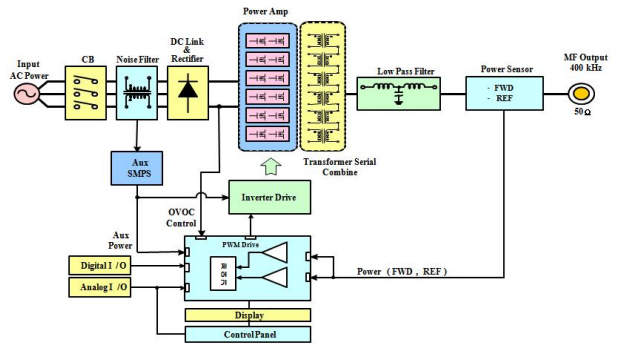 Power Amp
DC Link
&
Rectifier
Input
AC Power
CB
Noise Filter
Low Pass Filter
Power Sensor
MF Output
400 kHz
- FWD
- REF
50Ω
Transformer Serial
Combine
Aux
SMPS
Inverter Drive
OVOC
Control
Aux
Power
PWM Drive
Digital I / O
Analog I / O
Power ( FWD , REF )
Display
Control Panel